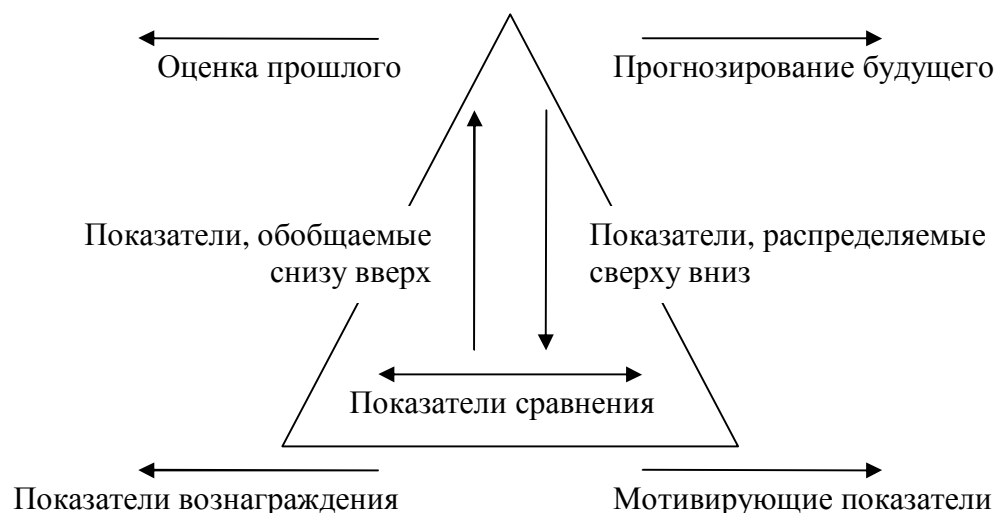 Оценка прошлого
Прогнозирование будущего
Показатели, обобщаемые
снизу вверх
Показатели, распределяемые
сверху вниз
Показатели сравнения
Показатели вознаграждения
Мотивирующие показатели